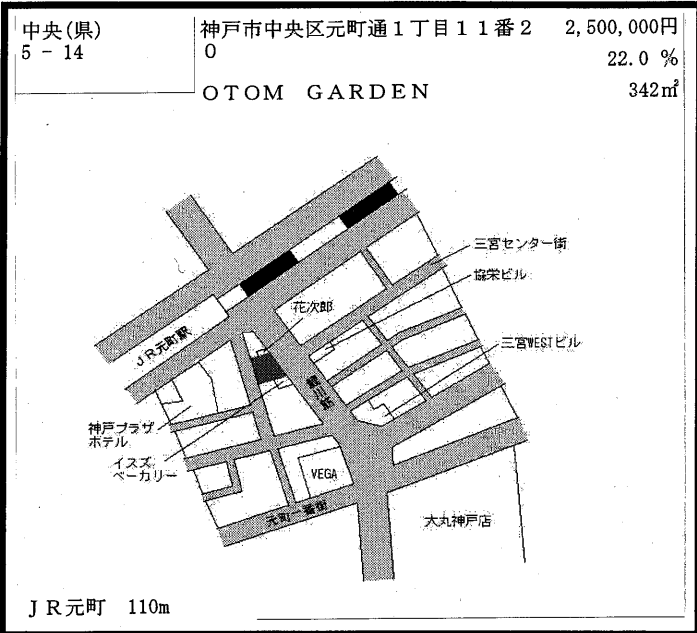 中央(県)
5 - 14
神戸市中央区元町通1丁目11番2
0
2,500,000円
22.0 %
OTOM GARDEN
342㎡
三宮センター街
協栄ビル
花次郎
三宮WESTビル
JR元町駅
鯉川筋
神戸プラザ
ホテル
イスズ
ベーカリー
VEGA
元町一番街
大丸神戸店
JR元町 110m